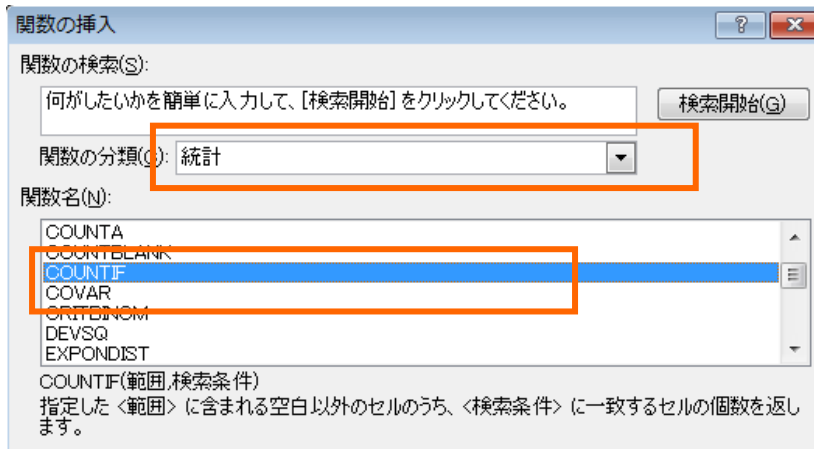 関数の挿入
関数の検索(S):
何がしたいかを簡単に入力して、[検索開始]をクリックしてください。
検索開始(G)
関数の分類(C): 統計
関数名(N):
COUNTA
COUNTBLANK
COUNTIF
COVAR
CRITBINOM
DEVSQ
EXPONDIST
COUNTIF(範囲,検索条件)
指定した <範囲> に含まれる空白以外のセルのうち、<検索条件> に一致するセルの個数を返し
ます。